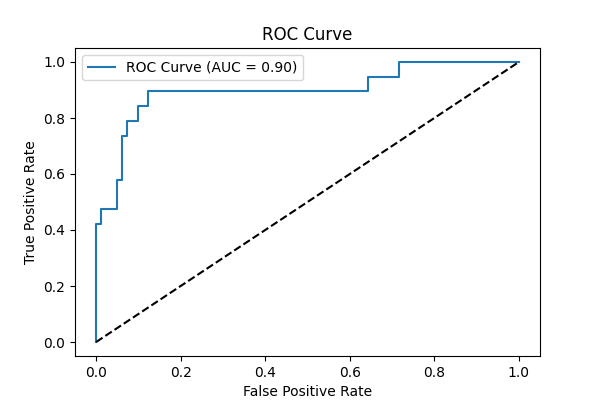 ROC Curve
ROC Curve (AUC = 0.90)
True Positive Rate
1.0
0.8
0.6
0.4
0.2
0.0
0.0 0.2 0.4 0.6 0.8 1.0
False Positive Rate